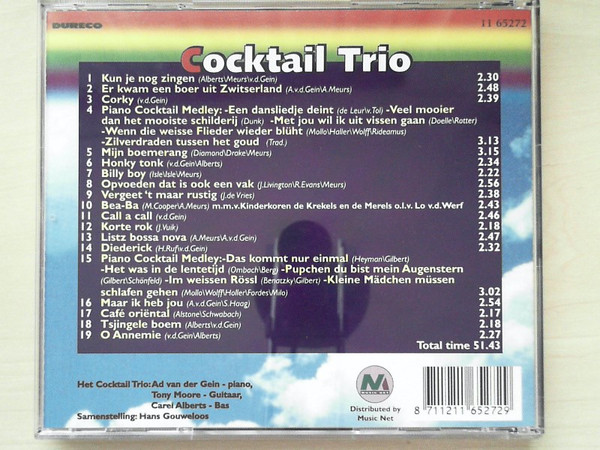 DURECO 11 65272
Cocktail Trio
1 Kun je nog zingen (Alberts/Meurs/v.d.Gein) 2.30
2 Er kwam een boer uit Zwitserland (A.v.d.Gein/A.Meurs) 2.48
3 Corky (v.d.Gein) 2.39
4 Piano Cocktail Medley:-Een dansliedje deint (de Leur/v.Tol) -Veel mooier
dan het mooiste schilderij (Dunk) -Met jou wil ik uit vissen gaan (Doelle/Rotter)
-Wenn die weisse Flieder wieder blüht (Mollo/Haller/Wolff/Rideamus)
-Zilverdraden tussen het goud (Trad.) 3.13
5 Mijn boemerang (Diamond/Drake/Meurs) 3.15
6 Honky tonk (v.d.Gein/Alberts) 2.34
7 Billy boy (Isle/Isle/Meurs) 2.22
8 Opvoeden dat is ook een vak (J.Livington/R.Evans/Meurs) 2.56
9 Vergeet 't maar rustig (J.de Vries) 2.38
10 Bea-Ba (M.Cooper/A.Meurs) m.m.v.Kinderkoren de Krekels en de Merels o.l.v. Lo v.d.Werf 2.43
11 Call a call (v.d.Gein) 2.46
12 Korte rok (J.Vuik) 2.18
13 Listz bossa nova (A.Meurs/A.v.d.Gein) 2.47
14 Diederick (H.Ruf/v.d.Gein) 2.32
15 Piano Cocktail Medley:-Das kommt nur einmal (Heyman/Gilbert)
-Het was in de lentetijd (Ombach/Berg) -Pupchen du bist mein Augenstern
(Gilbert/Schönfeld) -Im weissen Rössl (Benatzky/Gilbert) -Kleine Mädchen müssen
schlafen gehen (Mollo/Wolff/Haller/Fordes/Milo) 3.02
16 Maar ik heb jou (A.v.d.Gein/S.Haag) 2.54
17 Café oriëntal (Alstone/Schwabach) 2.17
18 Tsjingele boem (Alberts/v.d.Gein) 2.18
19 O Annemie (v.d.Gein/Alberts) 2.27
Total time 51.43
Het Cocktail Trio: Ad van der Gein - piano,
Tony Moore - Guitaar,
Carel Alberts - Bas
Samenstelling: Hans Gouweloos
MUSIC NET
Distributed by
Music Net
8 711211 652729